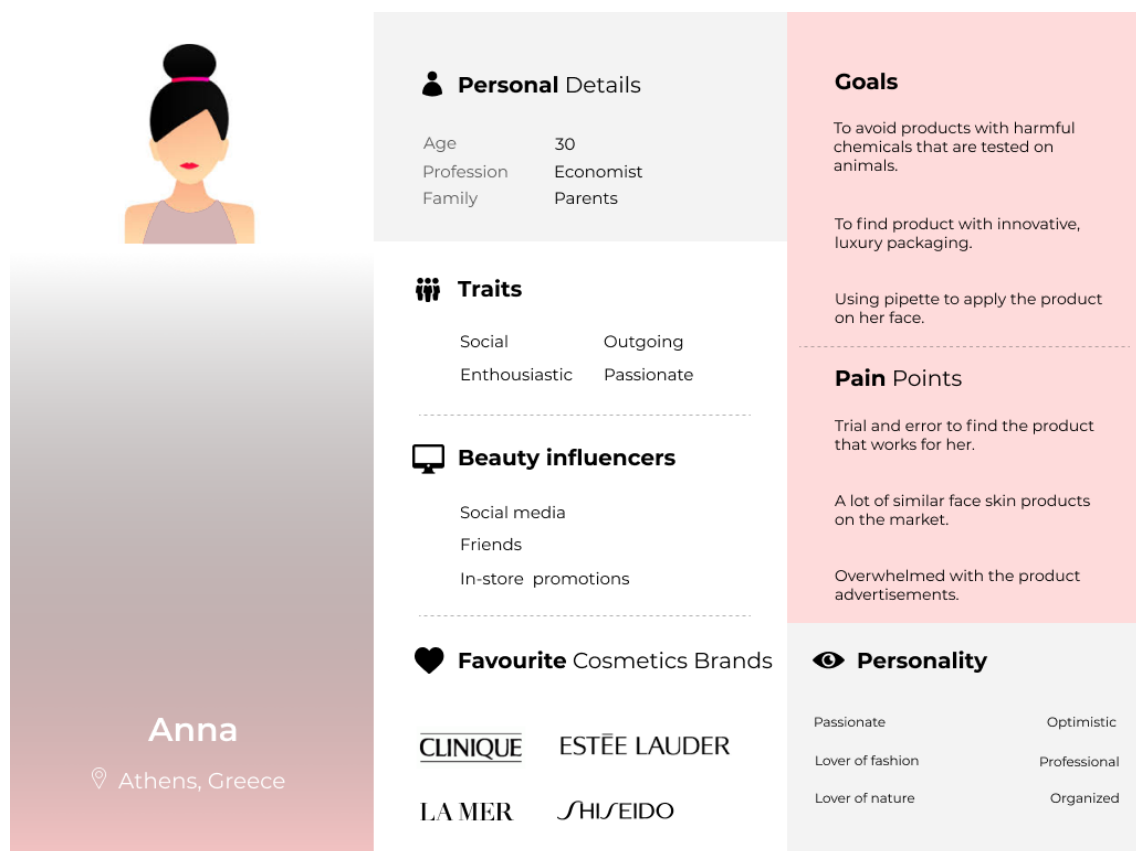 Anna
Athens, Greece
Personal Details
Age 30
Profession Economist
Family Parents
Traits
Social Outgoing
Enthousiastic Passionate
Beauty influencers
Social media
Friends
In-store promotions
Favourite Cosmetics Brands
CLINIQUE ESTĒE LAUDER
LA MER SHISEIDO
Goals
To avoid products with harmful
chemicals that are tested on
animals.
To find product with innovative,
luxury packaging.
Using pipette to apply the product
on her face.
Pain Points
Trial and error to find the product
that works for her.
A lot of similar face skin products
on the market.
Overwhelmed with the product
advertisements.
Personality
Passionate Optimistic
Lover of fashion Professional
Lover of nature Organized